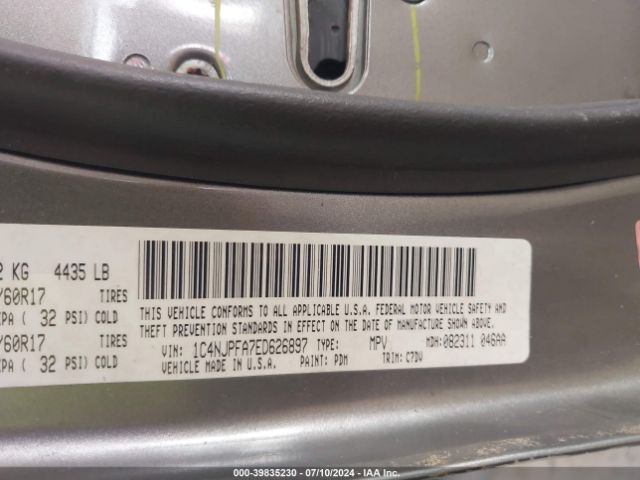 KG 4435 LB
/60R17 TIRES
KPA ( 32 PSI) COLD
/60R17 TIRES
KPA ( 32 PSI) COLD
THIS VEHICLE CONFORMS TO ALL APPLICABLE U.S.A. FEDERAL MOTOR VEHICLE SAFETY AND
THEFT PREVENTION STANDARDS IN EFFECT ON THE DATE OF MANUFACTURE SHOWN ABOVE.
VIN: 1C4NJPFA7ED626897 TYPE: MPV MDH: 082311 046AA
VEHICLE MADE IN U.S.A. PAINT: PDM TRIM: C7DV
000-39835230 - 07/10/2024 - IAA Inc.